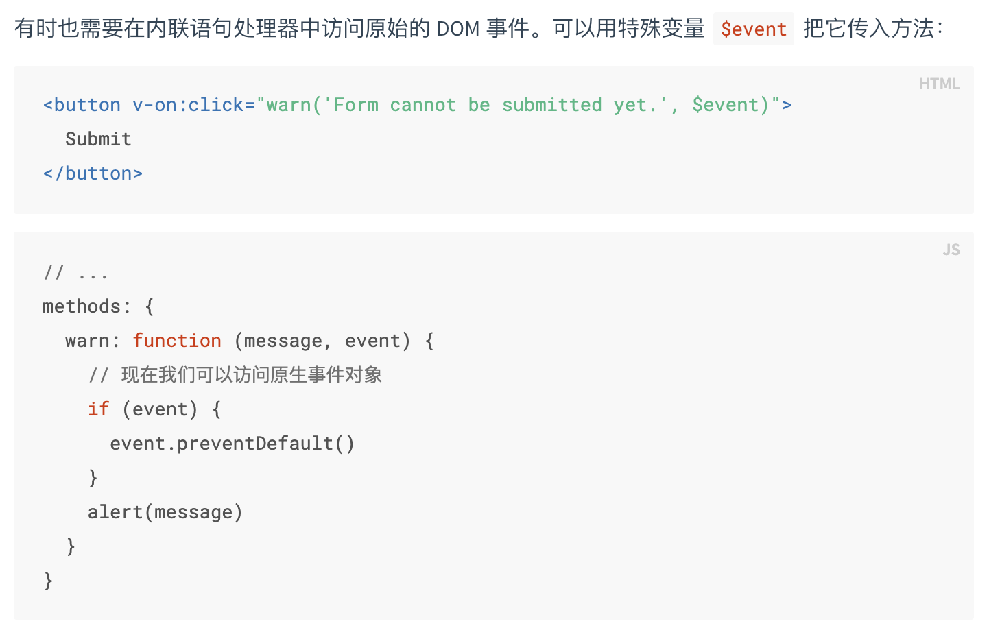 有时也需要在内联语句处理器中访问原始的 DOM 事件。可以用特殊变量 $event 把它传入方法：
HTML
<button v-on:click="warn('Form cannot be submitted yet.', $event)">
  Submit
</button>
JS
// ...
methods: {
  warn: function (message, event) {
    // 现在我们可以访问原生事件对象
    if (event) {
      event.preventDefault()
    }
    alert(message)
  }
}